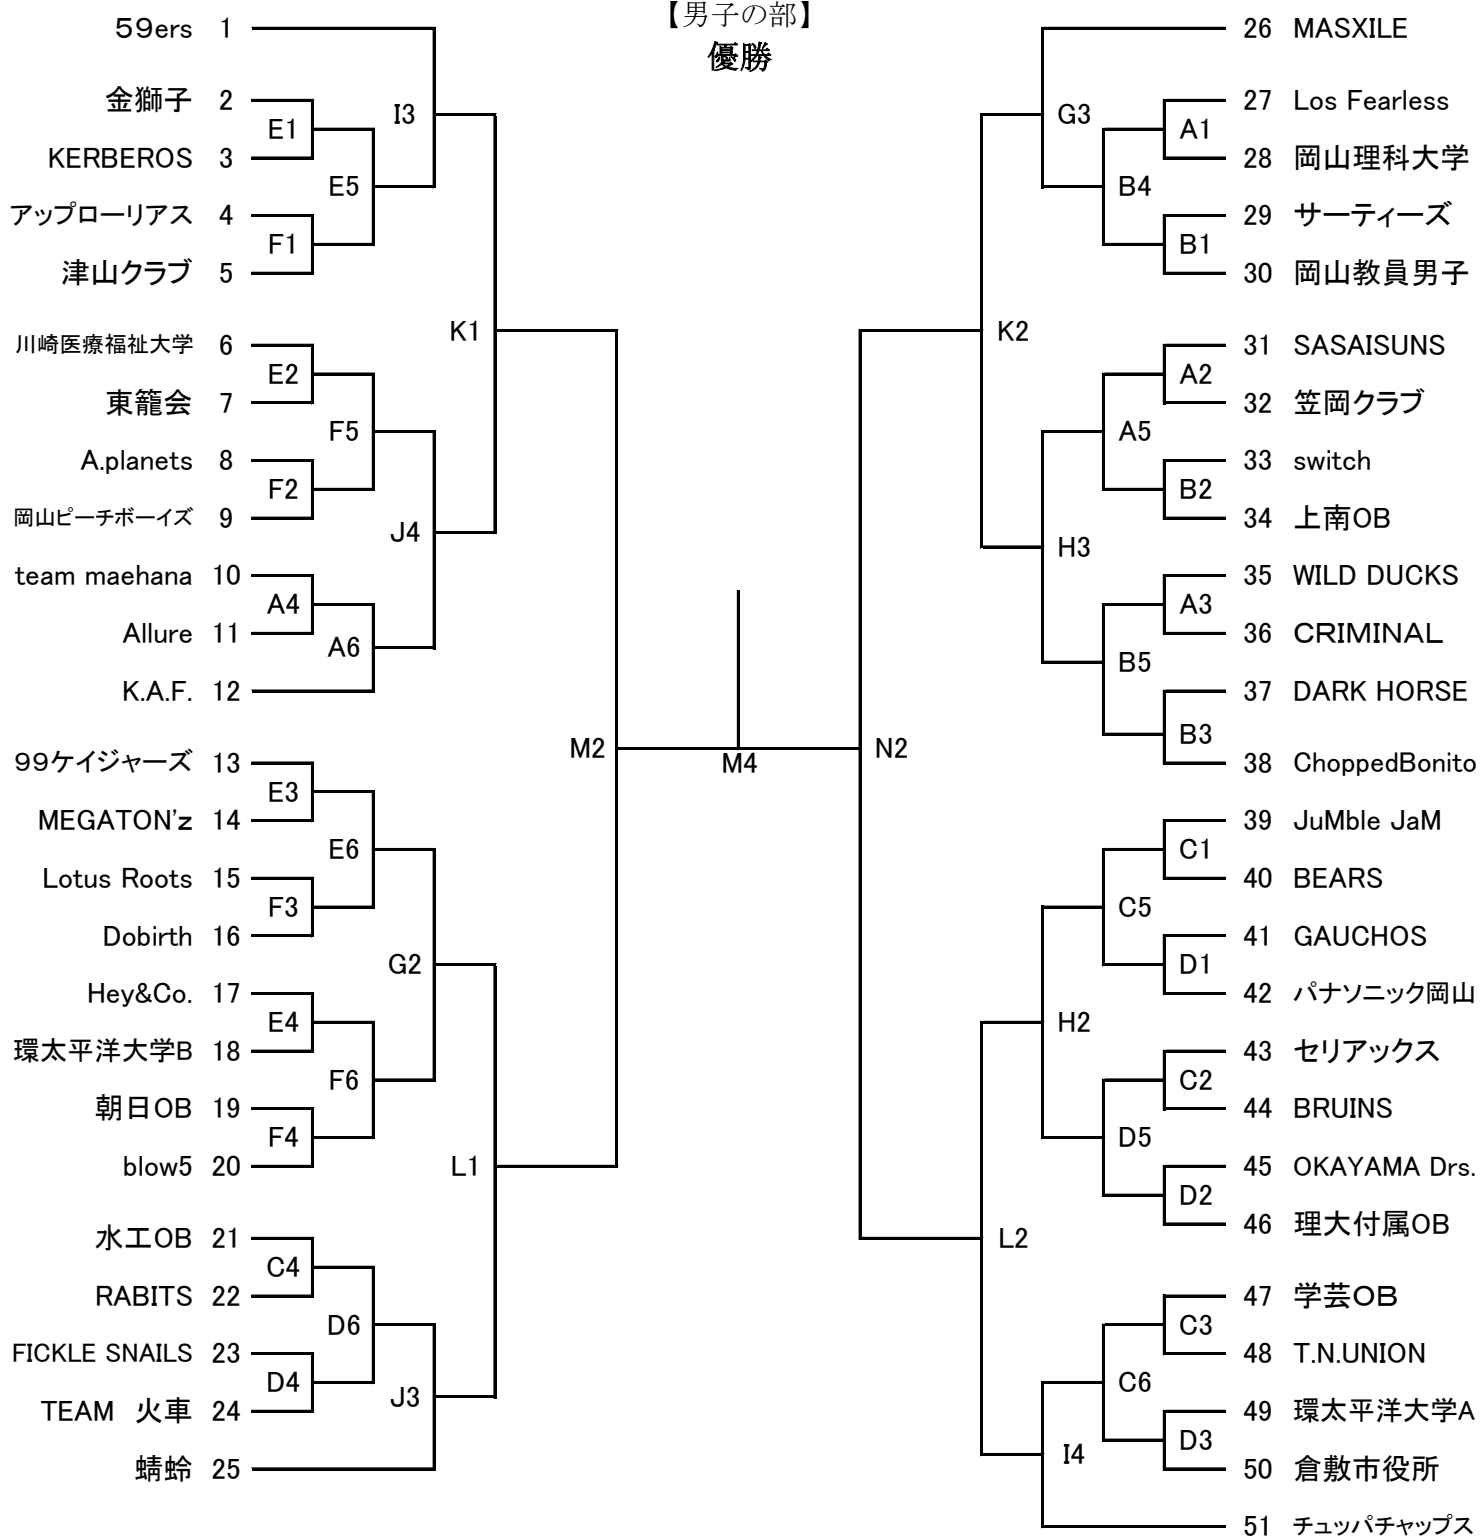 【男子の部】
優勝
59ers 1
I3
金獅子 2
E1
KERBEROS 3
E5
アップローリアス 4
F1
津山クラブ 5
K1
川崎医療福祉大学 6
E2
東籠会 7
F5
A.planets 8
F2
岡山ピーチボーイズ 9
J4
team maehana 10
A4
Allure 11
A6
K.A.F. 12
M2
99ケイジャーズ 13
E3
MEGATON'z 14
E6
Lotus Roots 15
F3
Dobirth 16
G2
Hey&Co. 17
E4
環太平洋大学B 18
F6
朝日OB 19
F4
blow5 20
L1
水工OB 21
C4
RABITS 22
D6
FICKLE SNAILS 23
D4
TEAM 火車 24
J3
蜻蛉 25
M4
26 MASXILE
G3
27 Los Fearless
A1
28 岡山理科大学
B4
29 サーティーズ
B1
30 岡山教員男子
K2
31 SASAISUNS
A2
32 笠岡クラブ
A5
33 switch
B2
34 上南OB
H3
35 WILD DUCKS
A3
36 CRIMINAL
B5
37 DARK HORSE
B3
38 ChoppedBonito
N2
39 JuMble JaM
C1
40 BEARS
C5
41 GAUCHOS
D1
42 パナソニック岡山
H2
43 セリアックス
C2
44 BRUINS
D5
45 OKAYAMA Drs.
D2
46 理大付属OB
L2
47 学芸OB
C3
48 T.N.UNION
C6
49 環太平洋大学A
D3
50 倉敷市役所
I4
51 チュッパチャップス